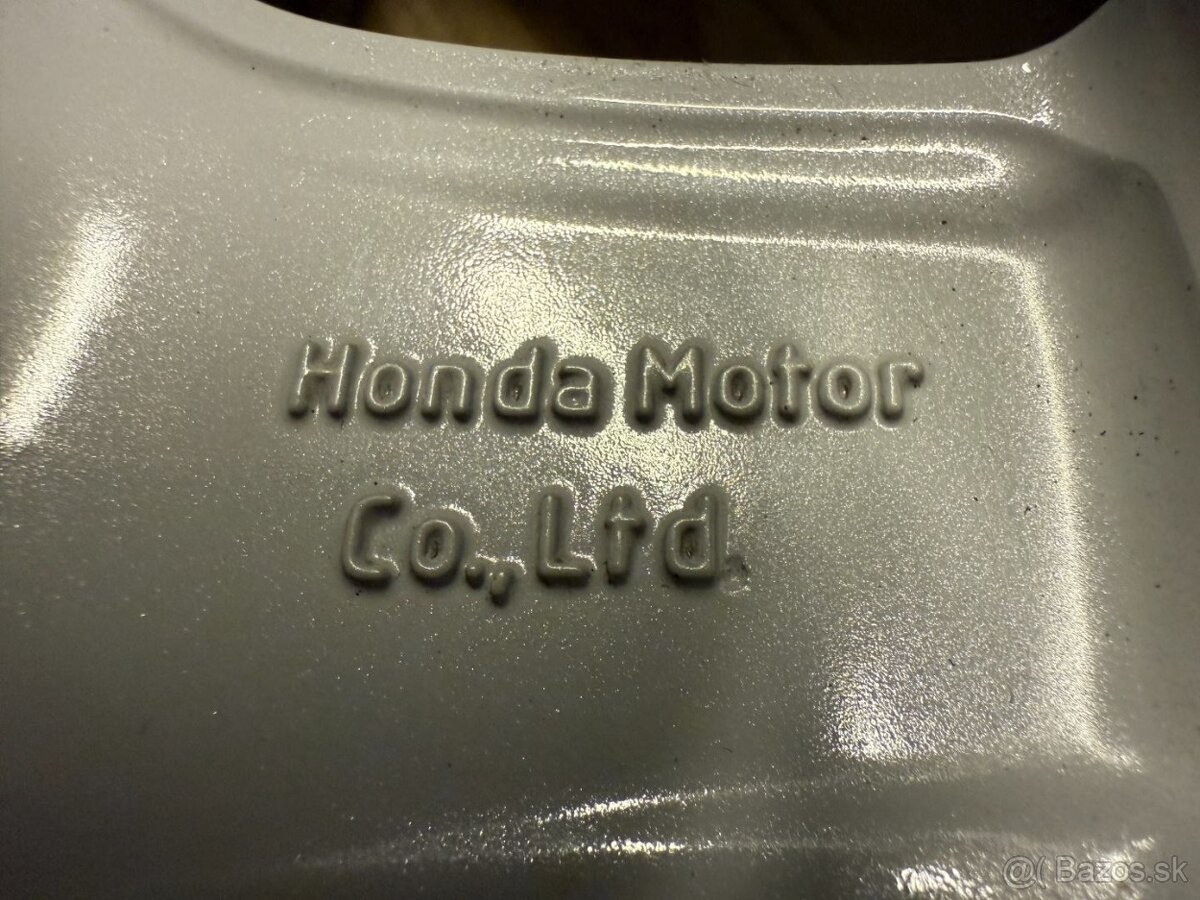 Honda Motor
Co., Ltd
@( Bazos.sk